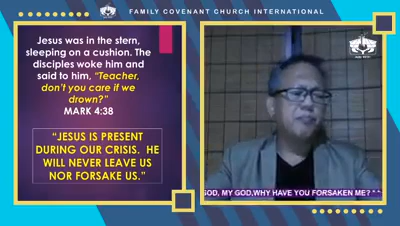 FAMILY COVENANT CHURCH INTERNATIONAL
Jesus was in the stern,
sleeping on a cushion. The
disciples woke him and
said to him, “Teacher,
don’t you care if we
drown?”
MARK 4:38
“JESUS IS PRESENT
DURING OUR CRISIS. HE
WILL NEVER LEAVE US
NOR FORSAKE US.”
GOD, MY GOD,WHY HAVE YOU FORSAKEN ME? "